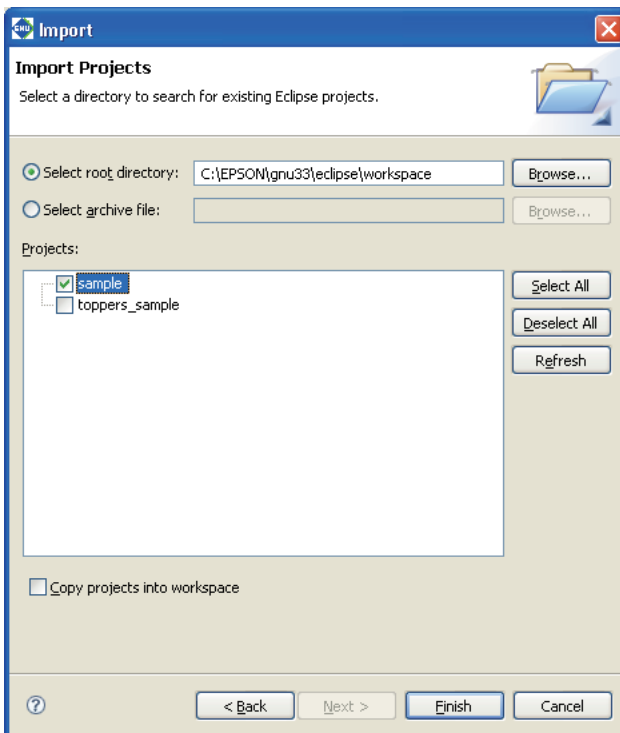 GNU Import
Import Projects
Select a directory to search for existing Eclipse projects.
Select root directory: C:\EPSON\gnu33\eclipse\workspace Browse...
Select archive file: Browse...
Projects:
sample
toppers_sample
Select All
Deselect All
Refresh
Copy projects into workspace
? < Back Next > Finish Cancel